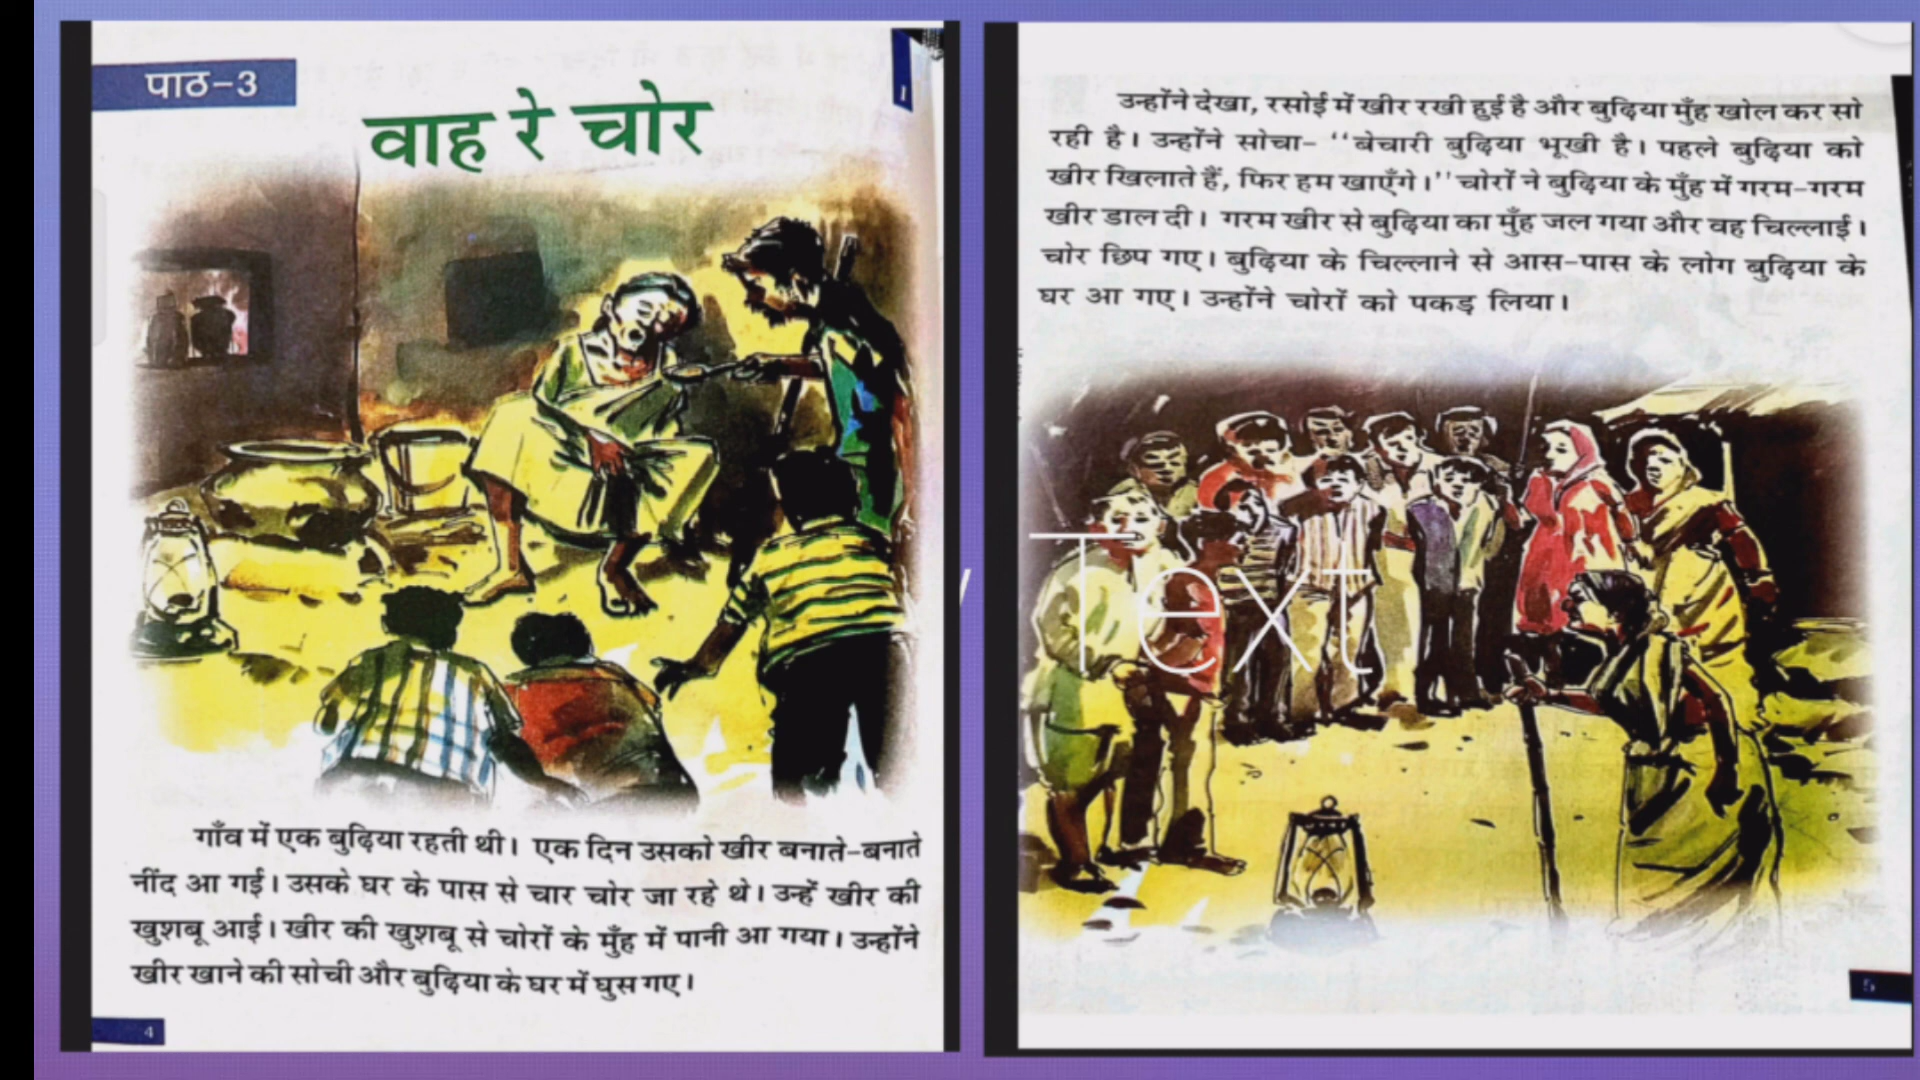 पाठ-3
वाह रे चोर
गाँव में एक बुढ़िया रहती थी। एक दिन उसको खीर बनाते-बनाते
नींद आ गई। उसके घर के पास से चार चोर जा रहे थे। उन्हें खीर की
खुशबू आई। खीर की खुशबू से चोरों के मुँह में पानी आ गया। उन्होंने
खीर खाने की सोची और बुढ़िया के घर में घुस गए।
4
उन्होंने देखा, रसोई में खीर रखी हुई है और बुढ़िया मुँह खोल कर सो
रही है। उन्होंने सोचा- ‘‘बेचारी बुढ़िया भूखी है। पहले बुढ़िया को
खीर खिलाते हैं, फिर हम खाएँगे।’’ चोरों ने बुढ़िया के मुँह में गरम-गरम
खीर डाल दी। गरम खीर से बुढ़िया का मुँह जल गया और वह चिल्लाई।
चोर छिप गए। बुढ़िया के चिल्लाने से आस-पास के लोग बुढ़िया के
घर आ गए। उन्होंने चोरों को पकड़ लिया।
Text
5